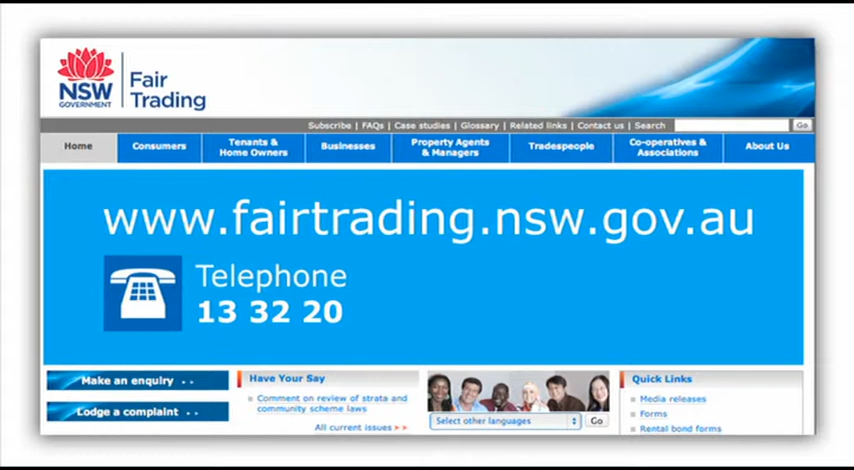 NSW
GOVERNMENT
Fair
Trading
Subscribe | FAQs | Case studies | Glossary | Related links | Contact us | Search
Go
Home
Consumers
Tenants &
Home Owners
Businesses
Property Agents
& Managers
Tradespeople
Co-operatives &
Associations
About Us
www.fairtrading.nsw.gov.au
Telephone
13 32 20
Make an enquiry
Lodge a complaint
Have Your Say
Comment on review of strata and
community scheme laws
All current issues
Select other languages
Go
Quick Links
Media releases
Forms
Rental bond forms